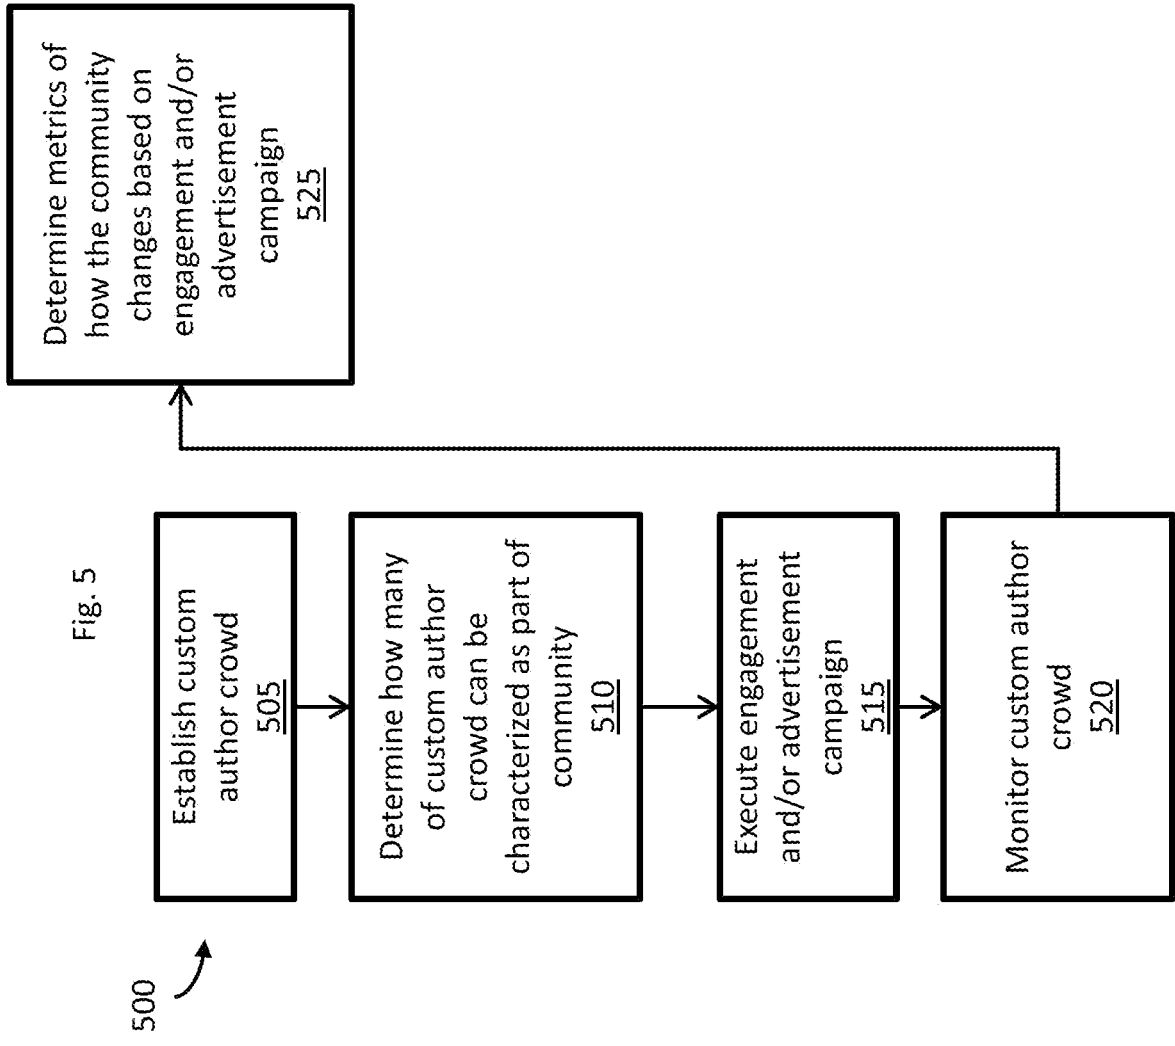 Fig. 5
500
Establish custom
author crowd
505
Determine how many
of custom author
crowd can be
characterized as part of
community
510
Execute engagement
and/or advertisement
campaign
515
Monitor custom author
crowd
520
Determine metrics of
how the community
changes based on
engagement and/or
advertisement
campaign
525